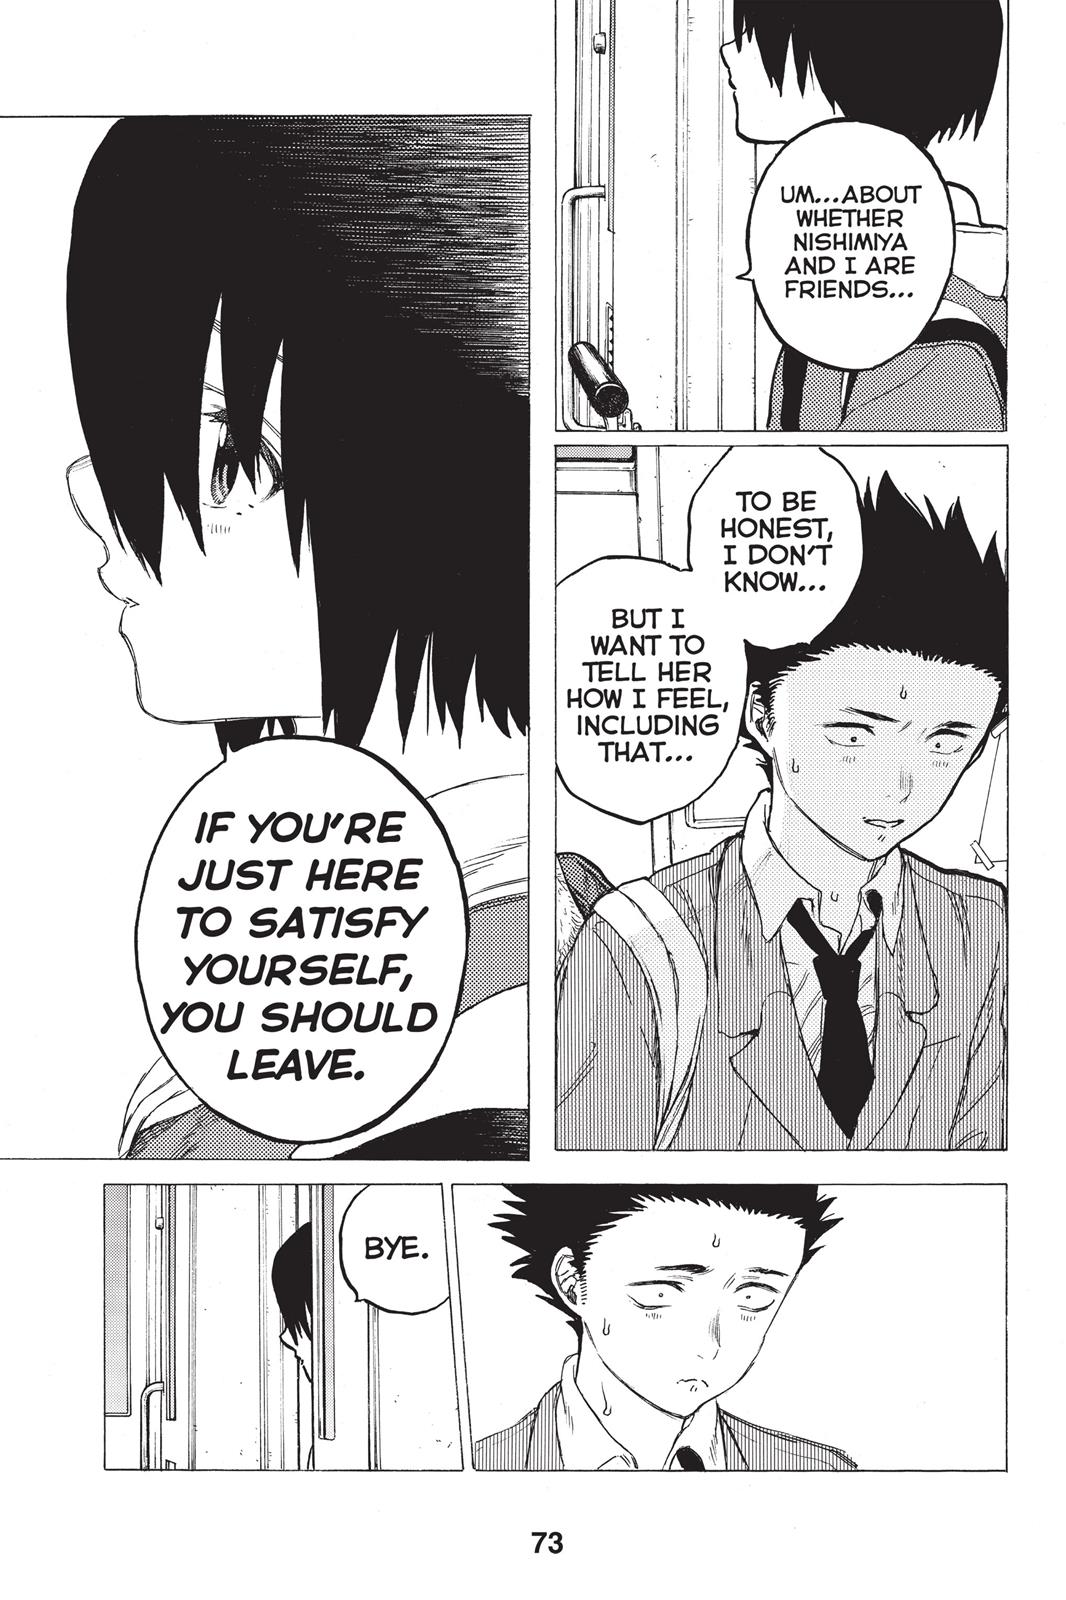 UM...ABOUT
WHETHER
NISHIMIYA
AND I ARE
FRIENDS...
TO BE
HONEST,
I DON'T
KNOW...
BUT I
WANT TO
TELL HER
HOW I FEEL,
INCLUDING
THAT...
IF YOU'RE
JUST HERE
TO SATISFY
YOURSELF,
YOU SHOULD
LEAVE.
BYE.
73